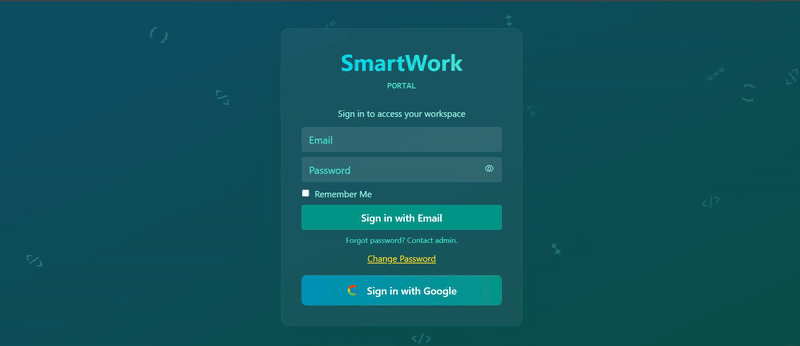 SmartWork
PORTAL
Sign in to access your workspace
Email
Password
Remember Me
Sign in with Email
Forgot password? Contact admin.
Change Password
Sign in with Google